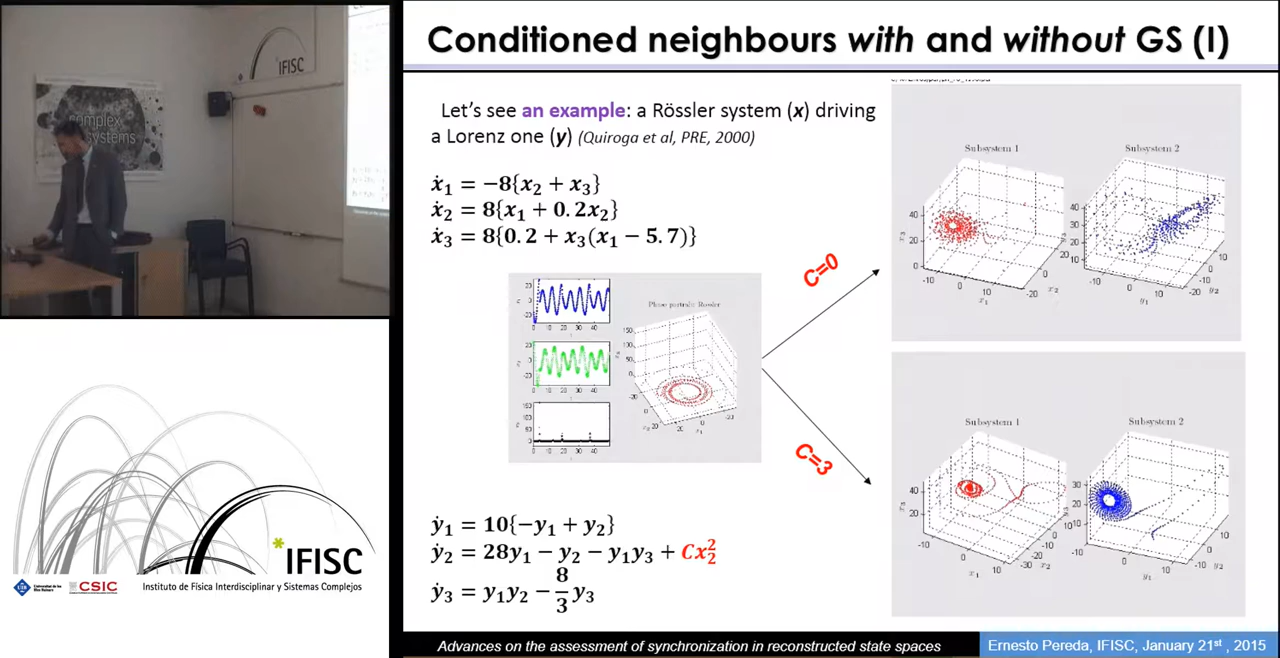 IFISC
complex
systems
Conditioned neighbours with and without GS (I)
Let's see an example: a Rössler system (x) driving
a Lorenz one (y) (Quiroga et al, PRE, 2000)
ẋ₁ = −8{x₂ + x₃}
ẋ₂ = 8{x₁ + 0.2x₂}
ẋ₃ = 8{0.2 + x₃(x₁ − 5.7)}
Phase portrait Rossler
C=0
C=3
Subsystem 1
Subsystem 2
Subsystem 1
Subsystem 2
ẏ₁ = 10{−y₁ + y₂}
ẏ₂ = 28y₁ − y₂ − y₁y₃ + Cx₂²
ẏ₃ = y₁y₂ − 8/3 y₃
IFISC
CSIC
Instituto de Física Interdisciplinar y Sistemas Complejos
Advances on the assessment of synchronization in reconstructed state spaces
Ernesto Pereda, IFISC, January 21st, 2015